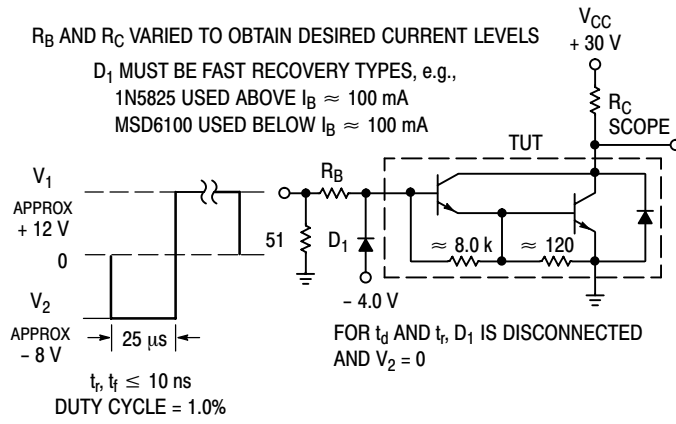 R_B AND R_C VARIED TO OBTAIN DESIRED CURRENT LEVELS
D_1 MUST BE FAST RECOVERY TYPES, e.g.,
1N5825 USED ABOVE I_B ≈ 100 mA
MSD6100 USED BELOW I_B ≈ 100 mA
V_CC
+ 30 V
R_C
SCOPE
TUT
R_B
V_1
APPROX
+ 12 V
51
D_1
≈ 8.0 k
≈ 120
0
V_2
APPROX
– 8 V
25 μs
– 4.0 V
FOR t_d AND t_r, D_1 IS DISCONNECTED
AND V_2 = 0
t_r, t_f ≤ 10 ns
DUTY CYCLE = 1.0%